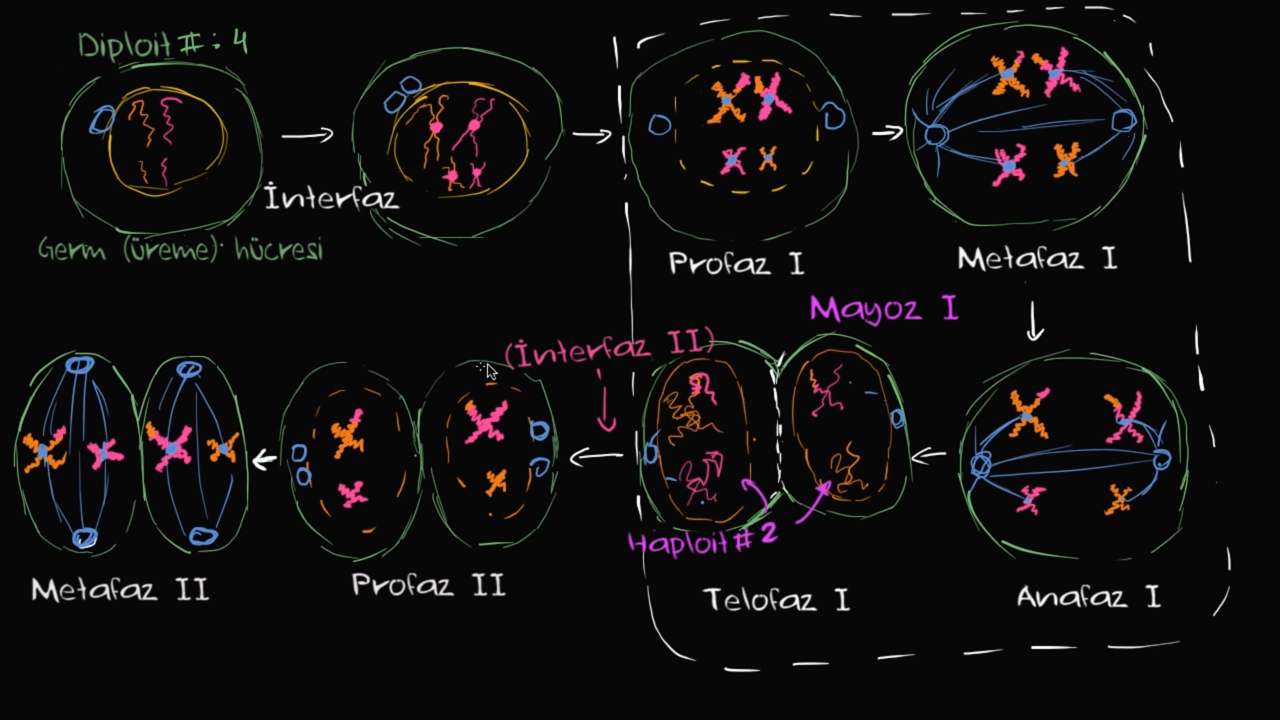 Diploit #: 4
İnterfaz
Germ (üreme) hücresi
Profaz I
Metafaz I
Mayoz I
(İnterfaz II)
Haploit # 2
Metafaz II
Profaz II
Telofaz I
Anafaz I